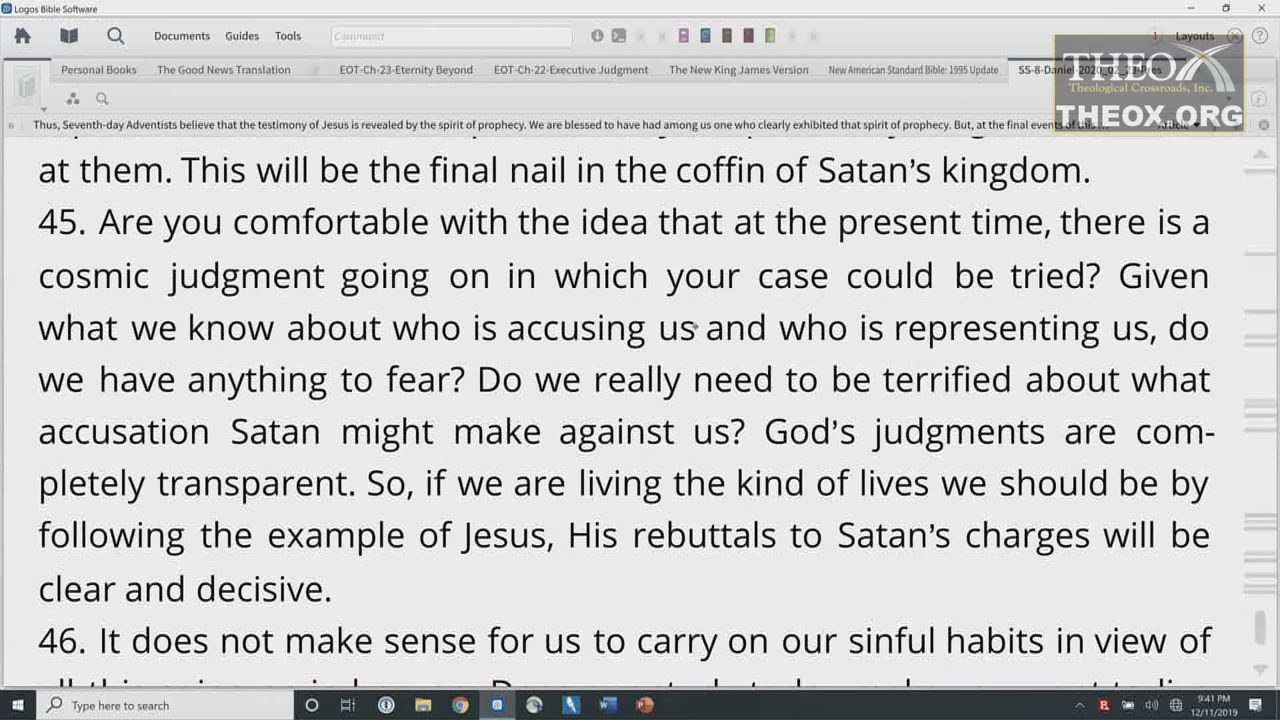 Logos Bible Software
Documents Guides Tools Command Layouts
Personal Books The Good News Translation EOT-Ch-23 Eternity Beyond EOT-Ch-22-Executive Judgment The New King James Version New American Standard Bible: 1995 Update
THEOX
Theological Crossroads, Inc.
THEOX.ORG
Thus, Seventh-day Adventists believe that the testimony of Jesus is revealed by the spirit of prophecy. We are blessed to have had among us one who clearly exhibited that spirit of prophecy. But, at the final events of this ... Article
at them. This will be the final nail in the coffin of Satan’s kingdom.
45. Are you comfortable with the idea that at the present time, there is a
cosmic judgment going on in which your case could be tried? Given
what we know about who is accusing us and who is representing us, do
we have anything to fear? Do we really need to be terrified about what
accusation Satan might make against us? God’s judgments are com-
pletely transparent. So, if we are living the kind of lives we should be by
following the example of Jesus, His rebuttals to Satan’s charges will be
clear and decisive.
46. It does not make sense for us to carry on our sinful habits in view of
Type here to search
9:41 PM
12/11/2019